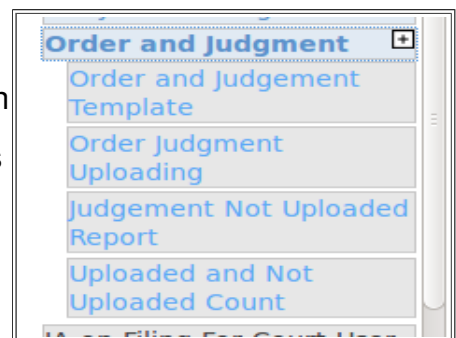 Order and Judgment
Order and Judgement
Template
Order Judgment
Uploading
Judgement Not Uploaded
Report
Uploaded and Not
Uploaded Count